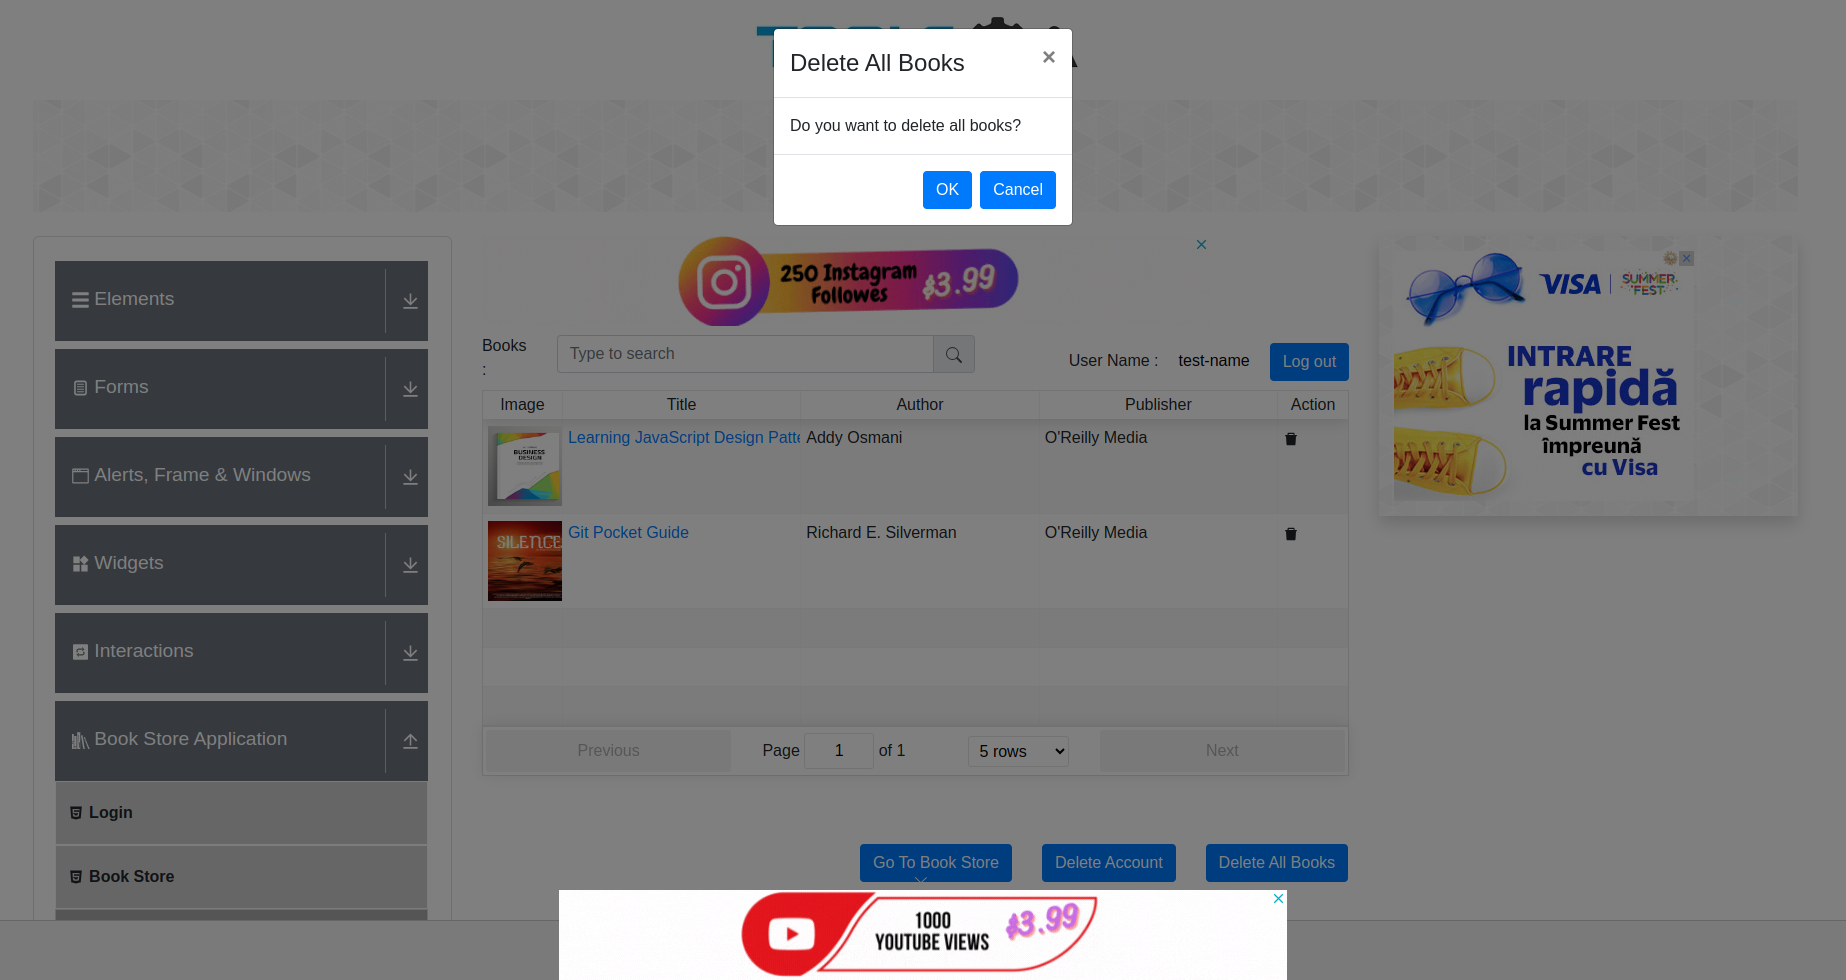 Delete All Books
×
Do you want to delete all books?
OK
Cancel
Elements
Forms
Alerts, Frame & Windows
Widgets
Interactions
Book Store Application
Login
Book Store
250 Instagram
Followes
$3.99
Books
:
Type to search
User Name :
test-name
Log out
Image
Title
Author
Publisher
Action
BUSINESS
DESIGN
Learning JavaScript Design Patte
Addy Osmani
O'Reilly Media
SILENCE
Git Pocket Guide
Richard E. Silverman
O'Reilly Media
Previous
Page
1
of 1
5 rows
Next
Go To Book Store
Delete Account
Delete All Books
VISA
SUMMER
FEST
INTRARE
rapidă
la Summer Fest
împreună
cu Visa
1000
YOUTUBE VIEWS
$3.99